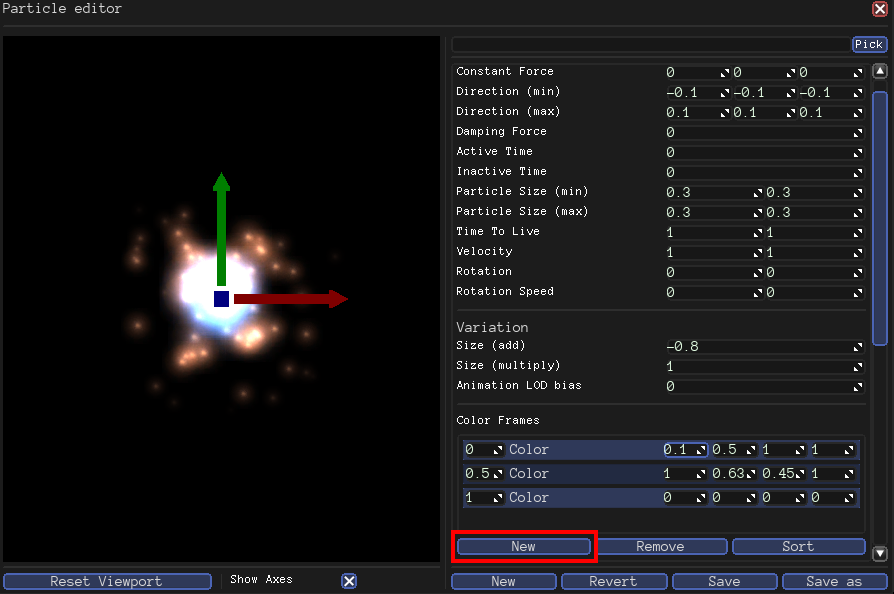 Particle editor
Pick
Constant Force 0 0 0
Direction (min) -0.1 -0.1 -0.1
Direction (max) 0.1 0.1 0.1
Damping Force 0
Active Time 0
Inactive Time 0
Particle Size (min) 0.3 0.3
Particle Size (max) 0.3 0.3
Time To Live 1 1
Velocity 1 1
Rotation 0 0
Rotation Speed 0 0
Variation
Size (add) -0.8
Size (multiply) 1
Animation LOD bias 0
Color Frames
0 Color 0.1 0.5 1 1
0.5 Color 1 0.63 0.45 1
1 Color 0 0 0 0
New Remove Sort
Reset Viewport Show Axes New Revert Save Save as